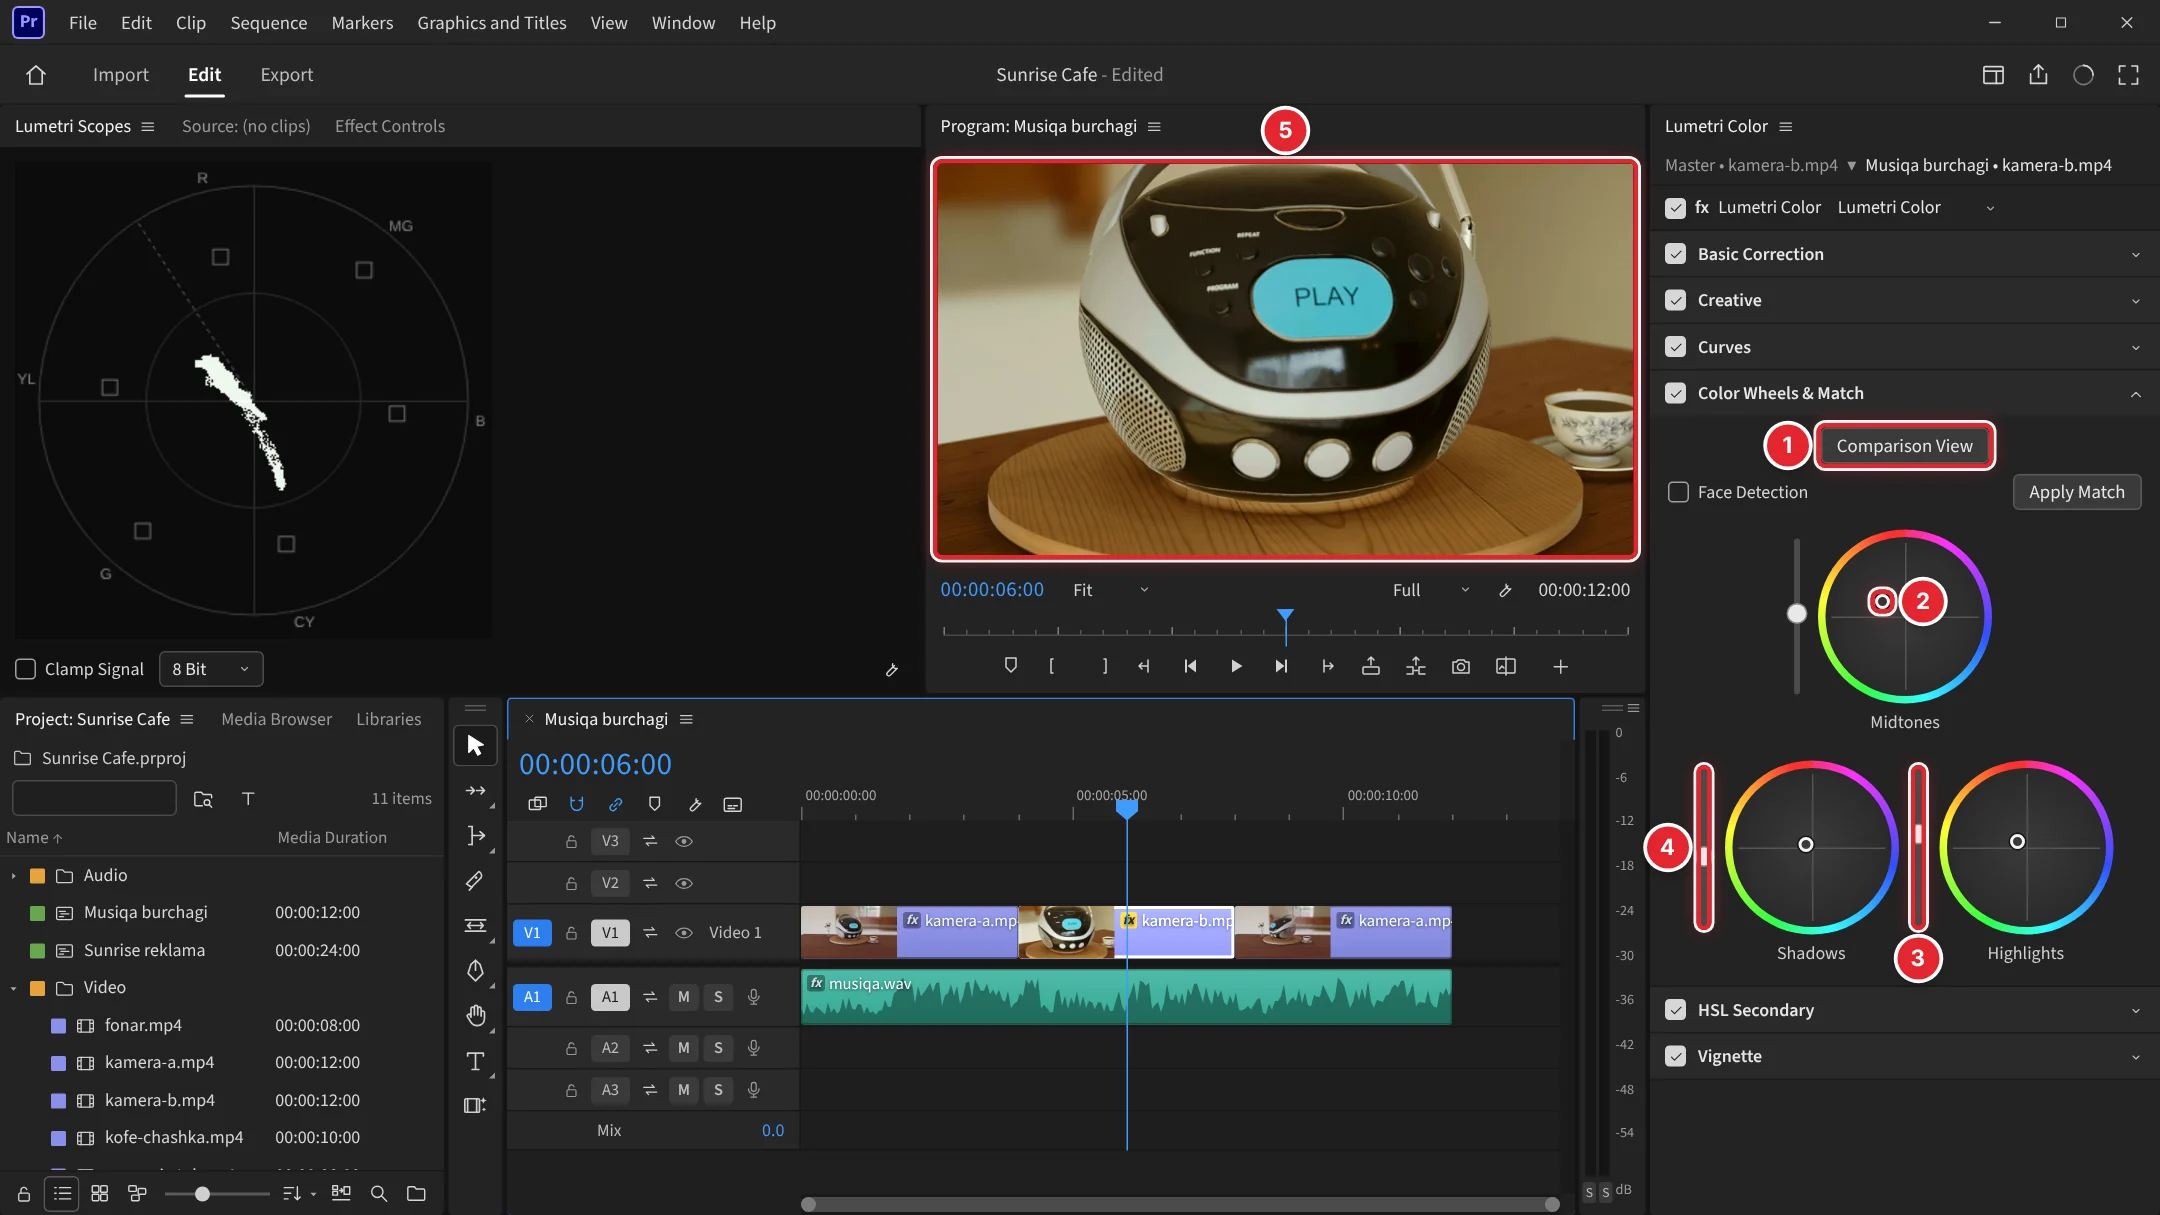 Pr File Edit Clip Sequence Markers Graphics and Titles View Window Help
Import Edit Export
Sunrise Cafe - Edited
Lumetri Scopes Source: (no clips) Effect Controls
R
MG
YL
B
G
CY
Clamp Signal 8 Bit
Program: Musiqa burchagi
5
FUNCTION
REPEAT
PROGRAM
PLAY
00:00:06:00 Fit Full 00:00:12:00
Lumetri Color
Master • kamera-b.mp4 Musiqa burchagi • kamera-b.mp4
fx Lumetri Color Lumetri Color
Basic Correction
Creative
Curves
Color Wheels & Match
1 Comparison View
Face Detection Apply Match
2
Midtones
4
3
Shadows Highlights
HSL Secondary
Vignette
Project: Sunrise Cafe Media Browser Libraries
Sunrise Cafe.prproj
11 items
Name Media Duration
Audio
Musiqa burchagi 00:00:12:00
Sunrise reklama 00:00:24:00
Video
fonar.mp4 00:00:08:00
kamera-a.mp4 00:00:12:00
kamera-b.mp4 00:00:12:00
kofe-chashka.mp4 00:00:10:00
Musiqa burchagi
00:00:06:00
00:00:00:00 00:00:05:00 00:00:10:00
V3
V2
V1 V1 Video 1
fx kamera-a.mp fx kamera-b.mp fx kamera-a.mp
A1 A1 M S
fx musiqa.wav
A2 M S
A3 M S
Mix 0.0
0
-6
-12
-18
-24
-30
-36
-42
-48
-54
S S dB